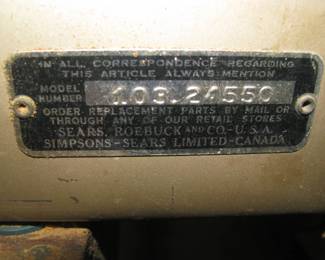 IN ALL CORRESPONDENCE REGARDING
THIS ARTICLE ALWAYS MENTION
MODEL
NUMBER 103.24550
ORDER REPLACEMENT PARTS BY MAIL OR
THROUGH ANY OF OUR RETAIL STORES
SEARS, ROEBUCK AND CO.-U.S.A.
SIMPSONS-SEARS LIMITED-CANADA